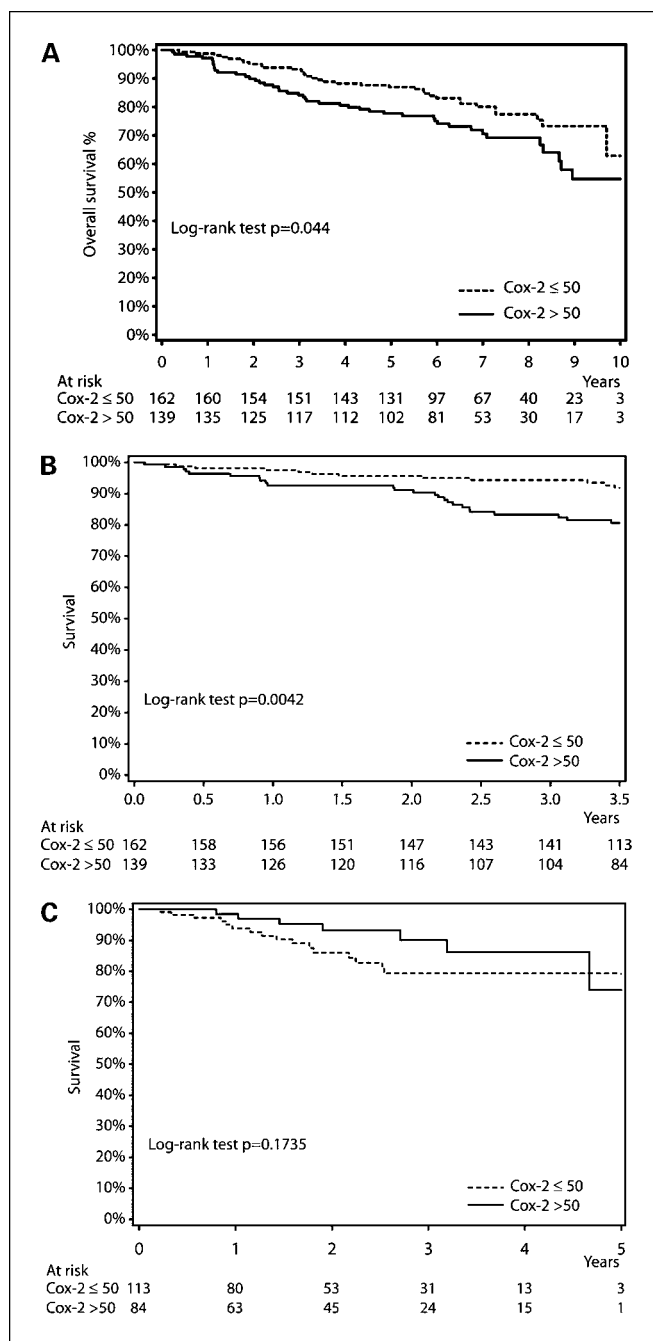 A
100%
90%
80%
70%
60%
50%
40%
30%
20%
10%
0%
Overall survival %
Log-rank test p=0.044
Cox-2 ≤ 50
Cox-2 > 50
0 1 2 3 4 5 6 7 8 9 10
At risk Years
Cox-2 ≤ 50 162 160 154 151 143 131 97 67 40 23 3
Cox-2 > 50 139 135 125 117 112 102 81 53 30 17 3
B
100%
90%
80%
70%
60%
50%
40%
30%
20%
10%
0%
Survival
Log-rank test p=0.0042
Cox-2 ≤ 50
Cox-2 >50
0.0 0.5 1.0 1.5 2.0 2.5 3.0 3.5
At risk Years
Cox-2 ≤ 50 162 158 156 151 147 143 141 113
Cox-2 >50 139 133 126 120 116 107 104 84
C
100%
90%
80%
70%
60%
50%
40%
30%
20%
10%
0%
Survival
Log-rank test p=0.1735
Cox-2 ≤ 50
Cox-2 >50
0 1 2 3 4 5
At risk Years
Cox-2 ≤ 50 113 80 53 31 13 3
Cox-2 >50 84 63 45 24 15 1